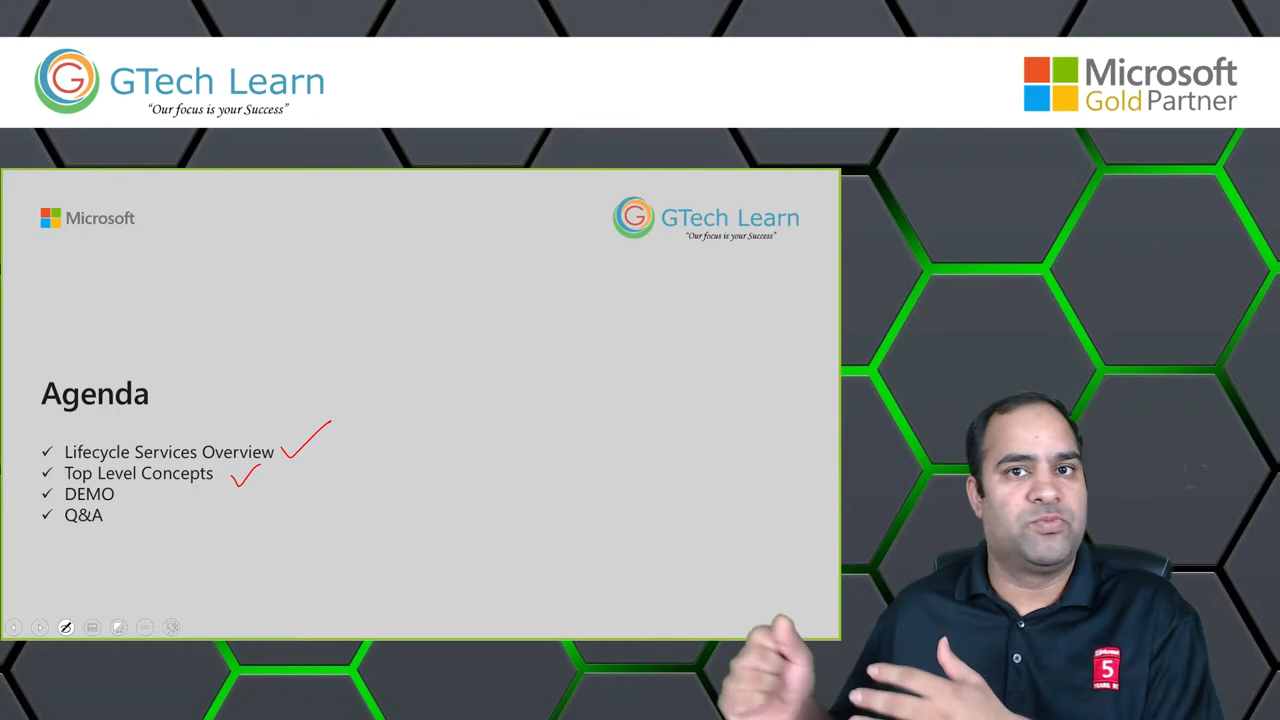 GTech Learn
“Our focus is your Success”
Microsoft
Gold Partner
Microsoft
GTech Learn
“Our focus is your Success”
Agenda
✓ Lifecycle Services Overview
✓ Top Level Concepts
✓ DEMO
✓ Q&A
5